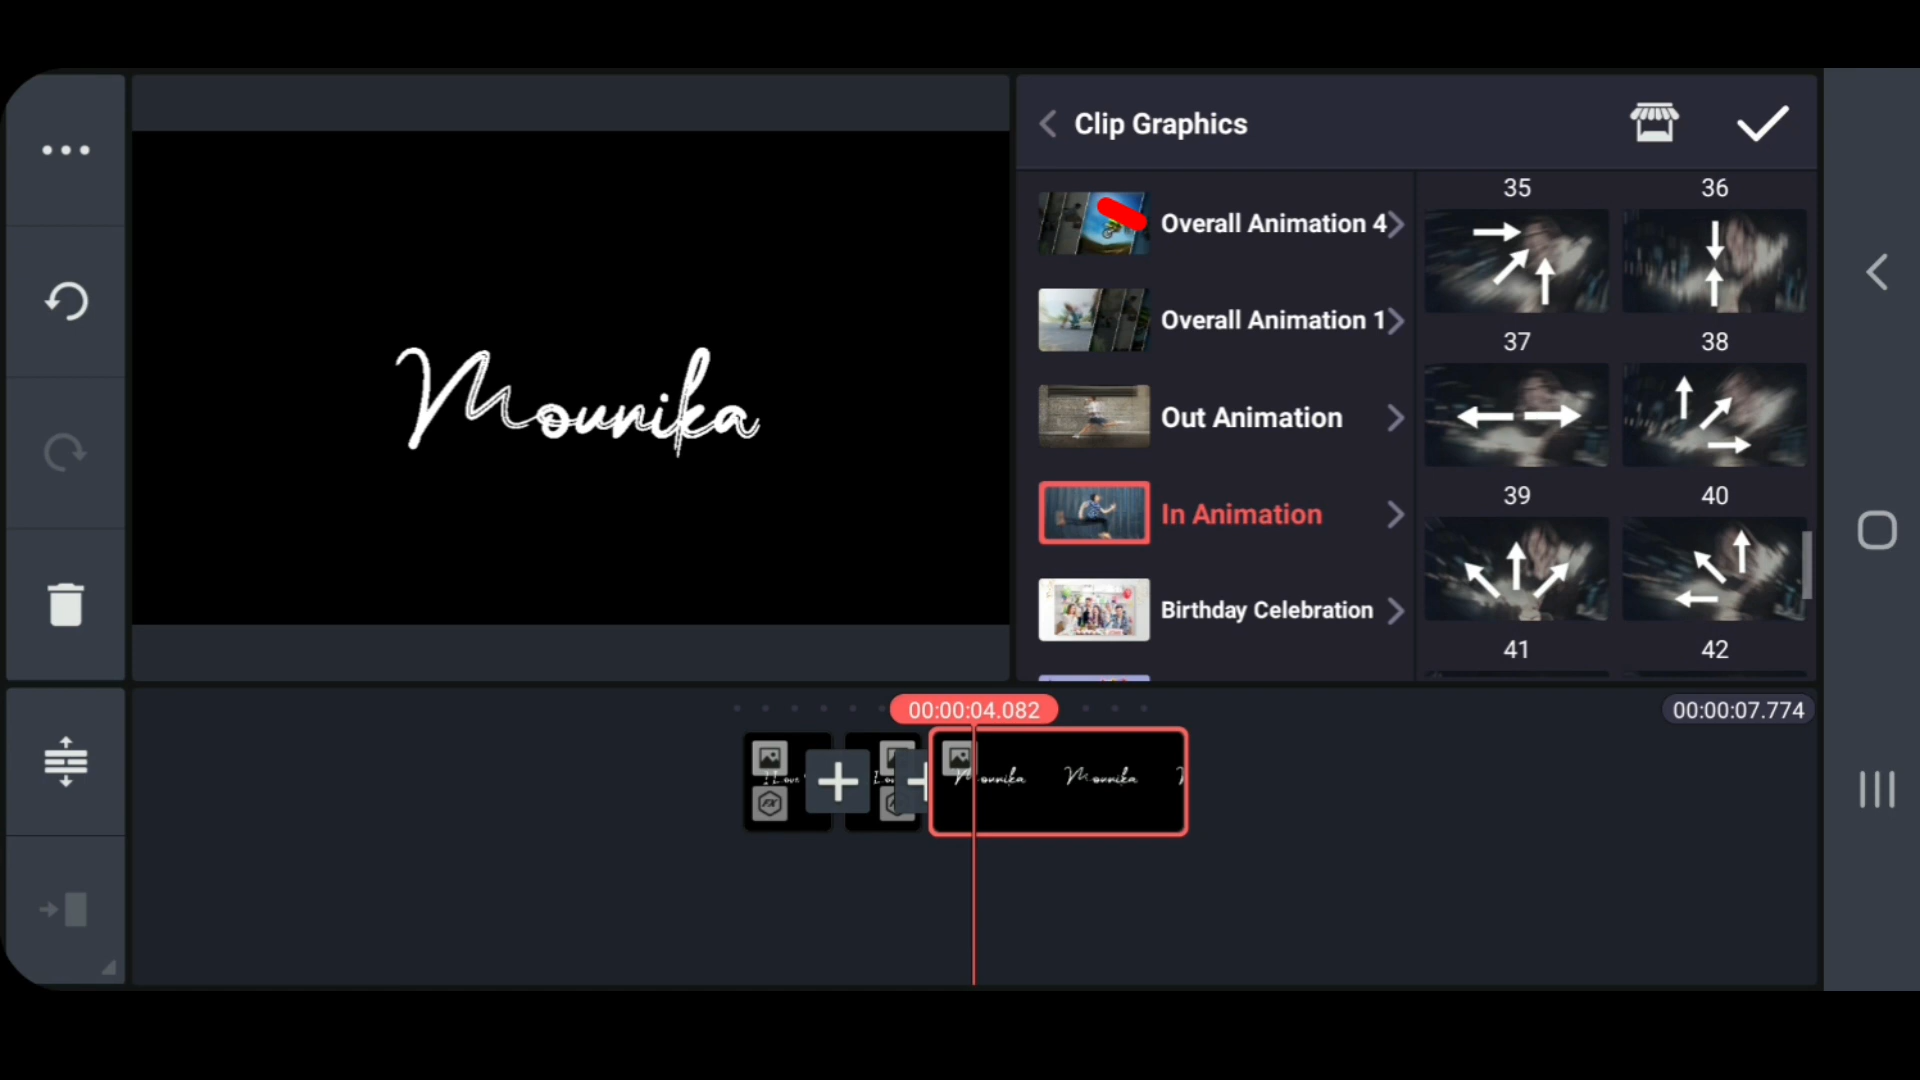 Clip Graphics
Mounika
Overall Animation 4
Overall Animation 1
Out Animation
In Animation
Birthday Celebration
35
36
37
38
39
40
41
42
00:00:04.082
00:00:07.774
I Love
Mounika
Mounika